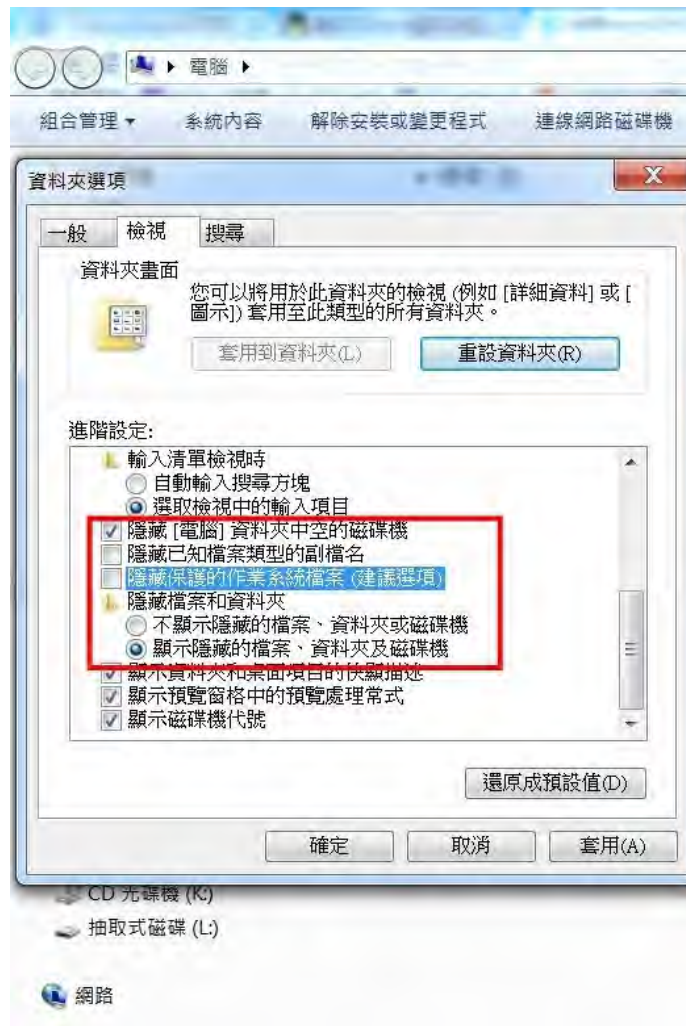 電腦
組合管理 系統內容 解除安裝或變更程式 連線網路磁碟機
資料夾選項
一般 檢視 搜尋
資料夾畫面
您可以將用於此資料夾的檢視 (例如 [詳細資料] 或 [
圖示]) 套用至此類型的所有資料夾。
套用到資料夾(L) 重設資料夾(R)
進階設定:
輸入清單檢視時
自動輸入搜尋方塊
選取檢視中的輸入項目
隱藏 [電腦] 資料夾中空的磁碟機
隱藏已知檔案類型的副檔名
隱藏保護的作業系統檔案 (建議選項)
隱藏檔案和資料夾
不顯示隱藏的檔案、資料夾或磁碟機
顯示隱藏的檔案、資料夾及磁碟機
顯示資料夾和桌面項目的快顯描述
顯示預覽窗格中的預覽處理常式
顯示磁碟機代號
還原成預設值(D)
確定 取消 套用(A)
CD 光碟機 (K:)
抽取式磁碟 (L:)
網路